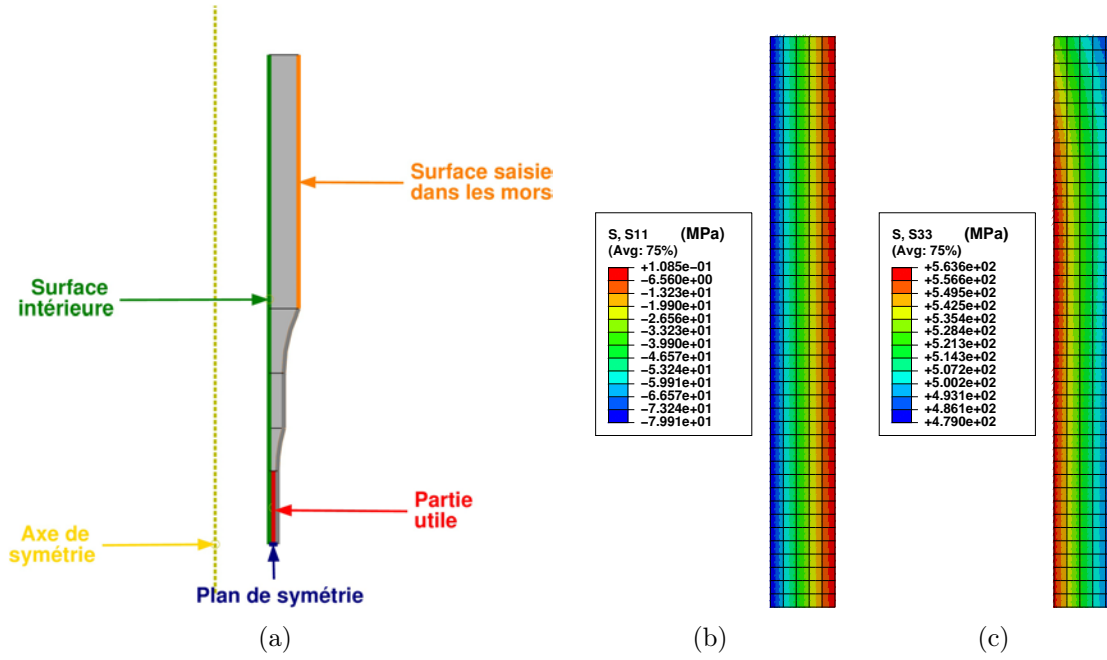 Surface saisie
dans les mors
Surface
intérieure
Partie
utile
Axe de
symétrie
Plan de symétrie
(a)
S, S11 (MPa)
(Avg: 75%)
+1.085e−01
−6.560e+00
−1.323e+01
−1.990e+01
−2.656e+01
−3.323e+01
−3.990e+01
−4.657e+01
−5.324e+01
−5.991e+01
−6.657e+01
−7.324e+01
−7.991e+01
(b)
S, S33 (MPa)
(Avg: 75%)
+5.636e+02
+5.566e+02
+5.495e+02
+5.425e+02
+5.354e+02
+5.284e+02
+5.213e+02
+5.143e+02
+5.072e+02
+5.002e+02
+4.931e+02
+4.861e+02
+4.790e+02
(c)